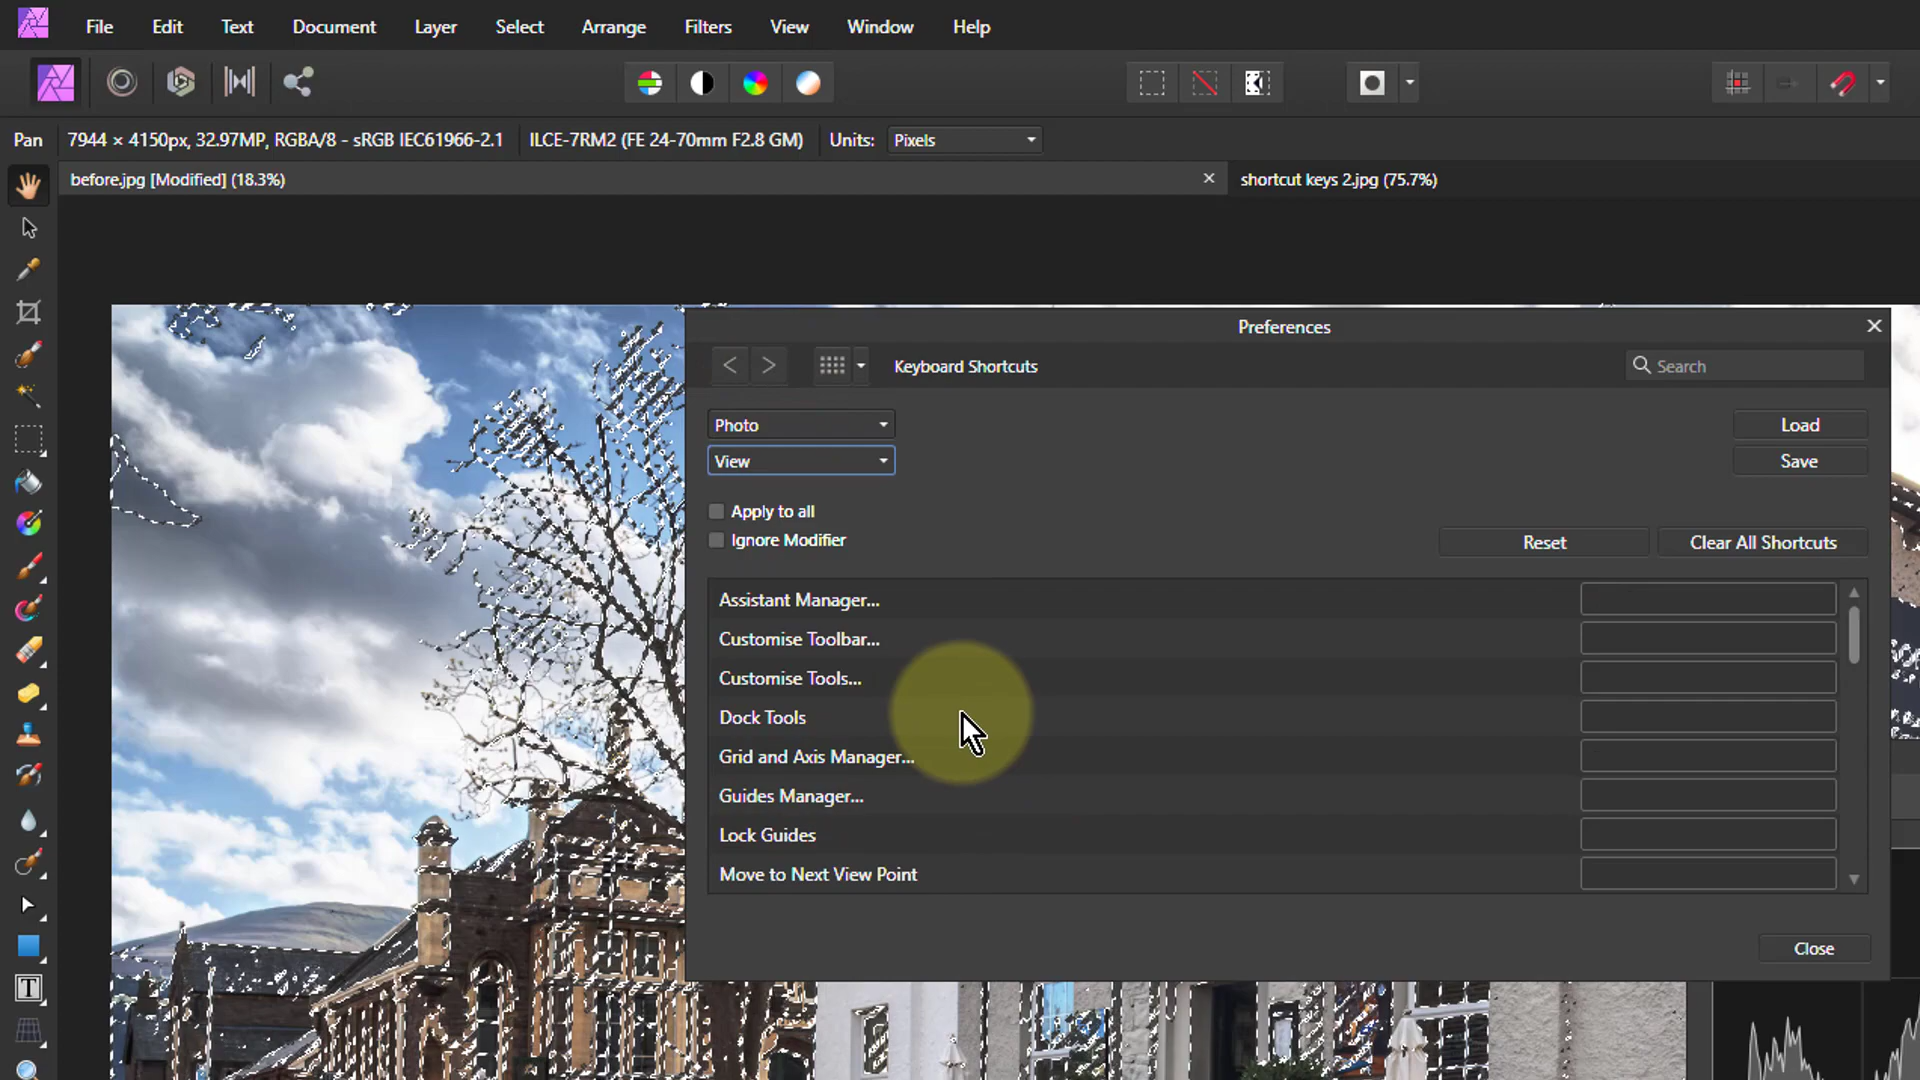 File Edit Text Document Layer Select Arrange Filters View Window Help
Pan 7944 × 4150px, 32.97MP, RGBA/8 - sRGB IEC61966-2.1 ILCE-7RM2 (FE 24-70mm F2.8 GM) Units: Pixels
before.jpg [Modified] (18.3%) shortcut keys 2.jpg (75.7%)
Preferences
Keyboard Shortcuts Search
Photo Load
View Save
Apply to all
Ignore Modifier Reset Clear All Shortcuts
Assistant Manager...
Customise Toolbar...
Customise Tools...
Dock Tools
Grid and Axis Manager...
Guides Manager...
Lock Guides
Move to Next View Point
Close